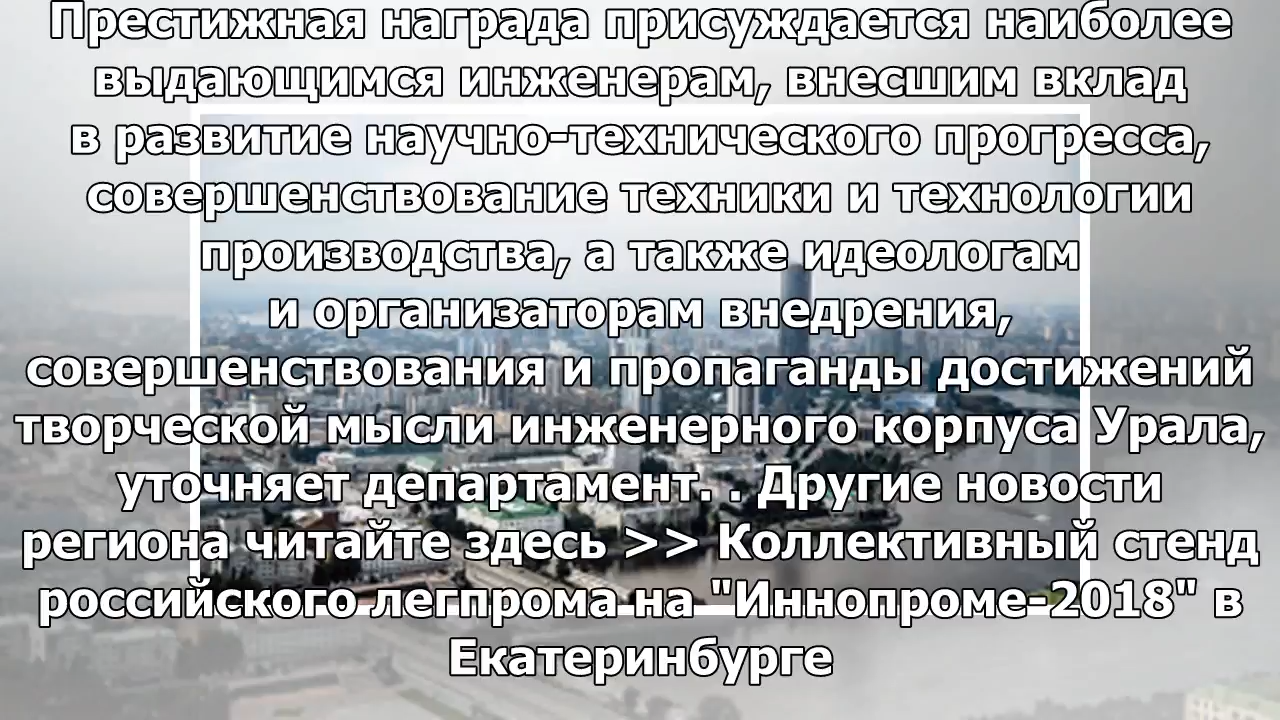 Престижная награда присуждается наиболее
выдающимся инженерам, внесшим вклад
в развитие научно-технического прогресса,
совершенствование техники и технологии
производства, а также идеологам
и организаторам внедрения,
совершенствования и пропаганды достижений
творческой мысли инженерного корпуса Урала,
уточняет департамент. . Другие новости
региона читайте здесь >> Коллективный стенд
российского легпрома на "Иннопроме-2018" в
Екатеринбурге